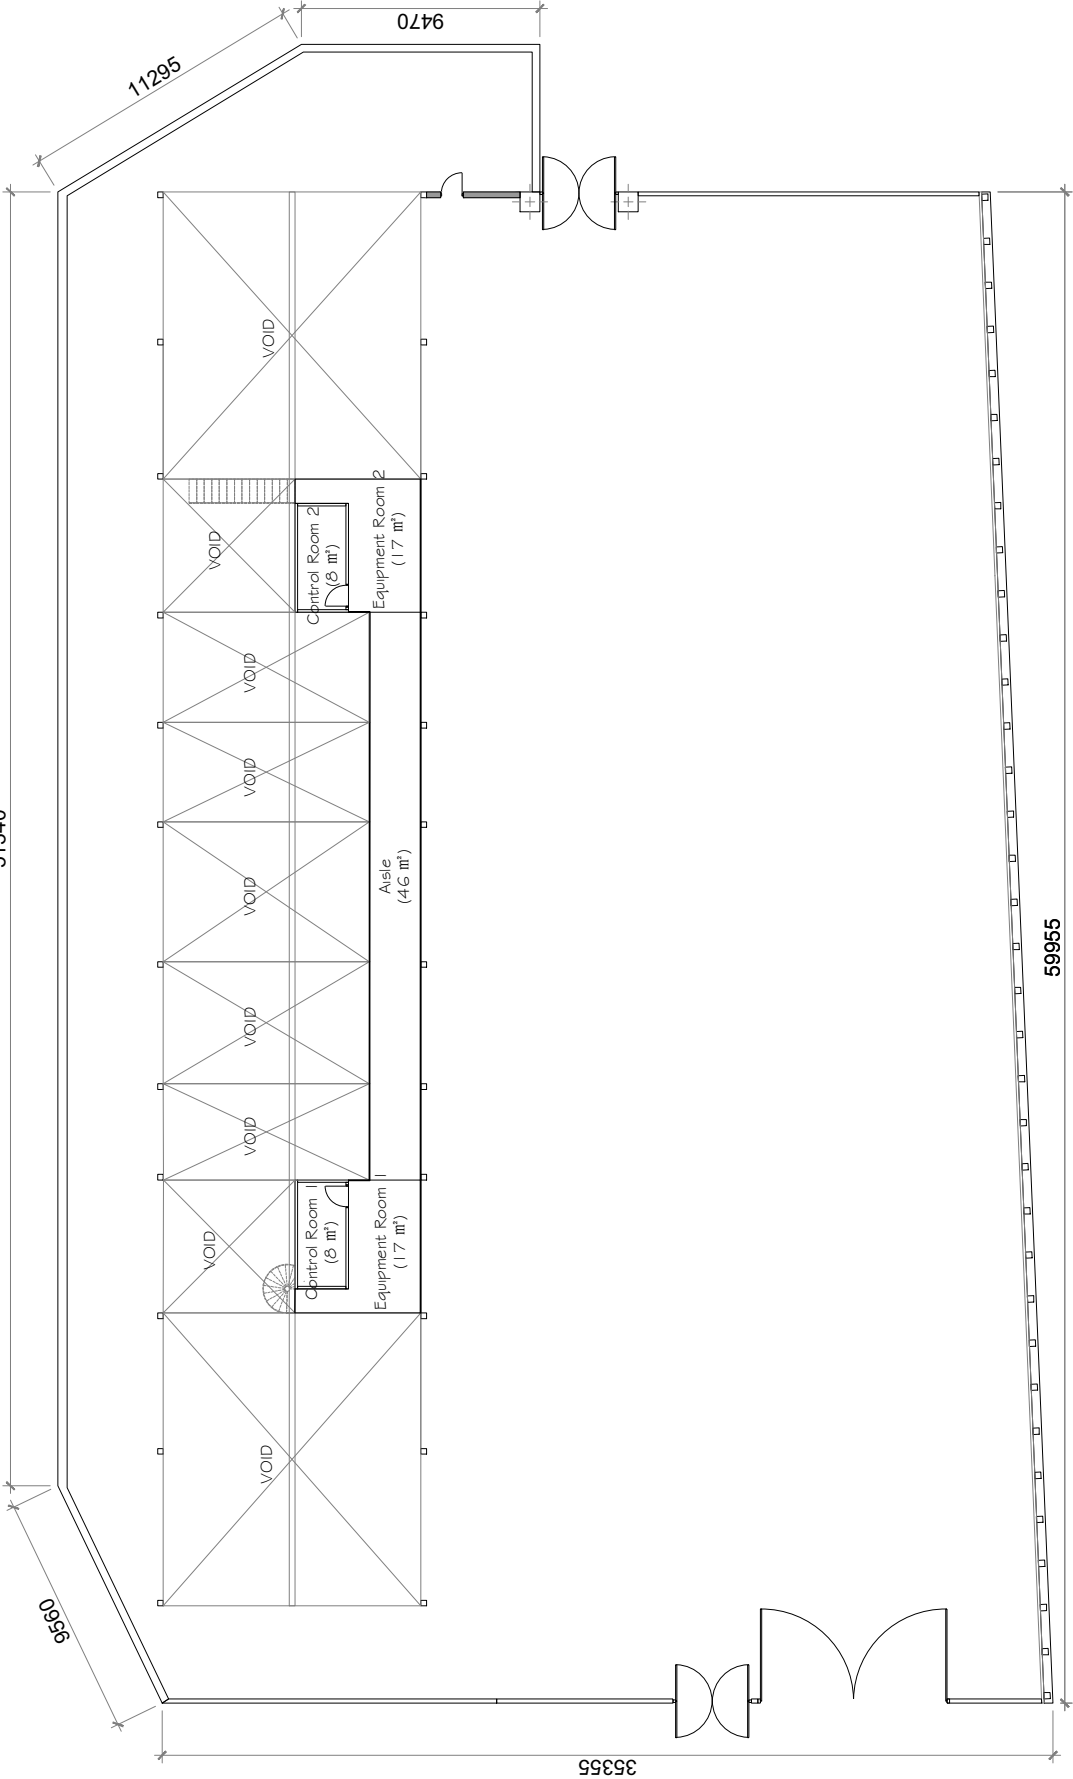 9470
11295
VOID
VOID
Control Room 2
(8 m²)
Equipment Room 2
(17 m²)
VOID
VOID
VOID
Aisle
(46 m²)
59955
VOID
VOID
VOID
Control Room 1
(8 m²)
Equipment Room 1
(17 m²)
VOID
9560
35355